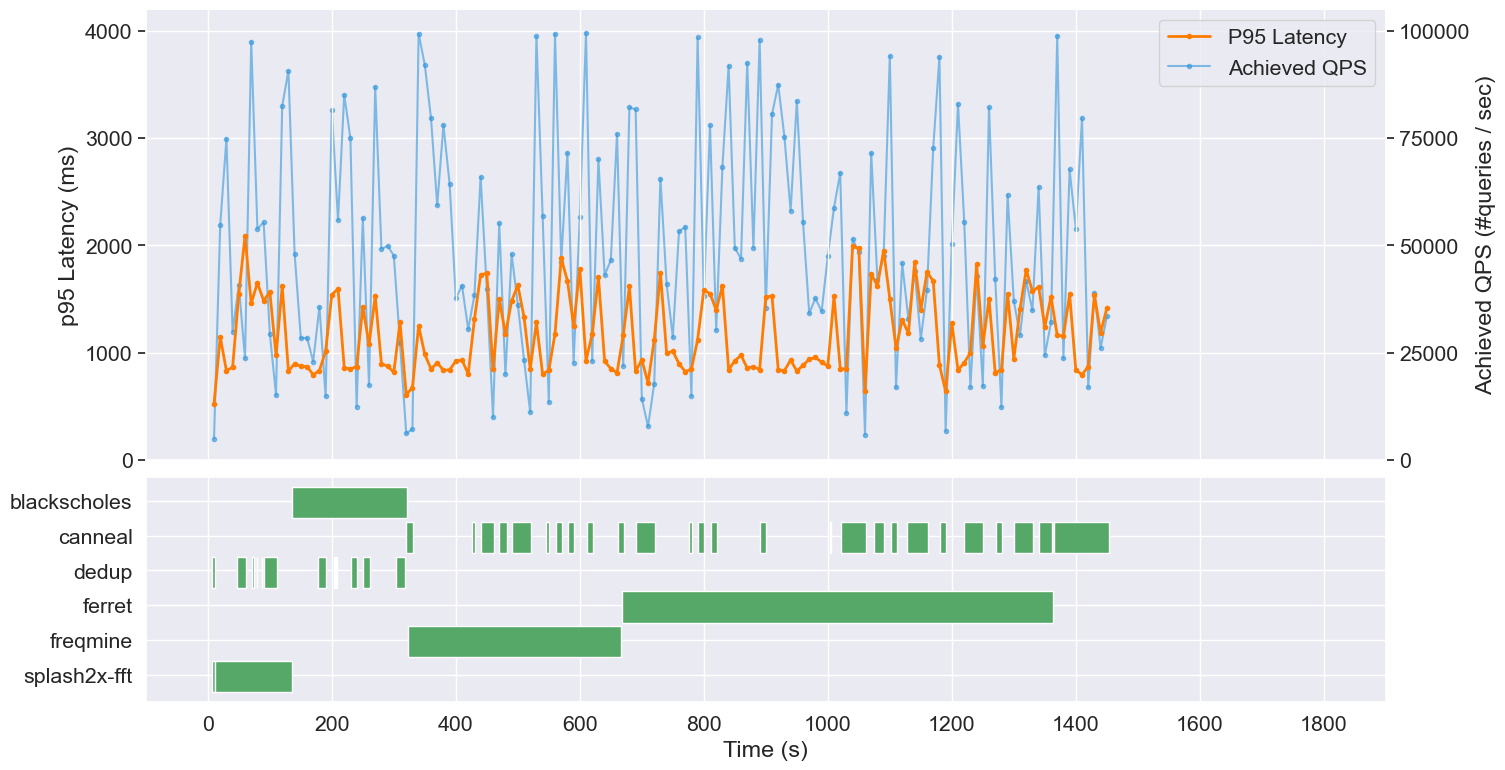 P95 Latency
Achieved QPS
p95 Latency (ms)
4000
3000
2000
1000
0
Achieved QPS (#queries / sec)
100000
75000
50000
25000
0
blackscholes
canneal
dedup
ferret
freqmine
splash2x-fft
0 200 400 600 800 1000 1200 1400 1600 1800
Time (s)